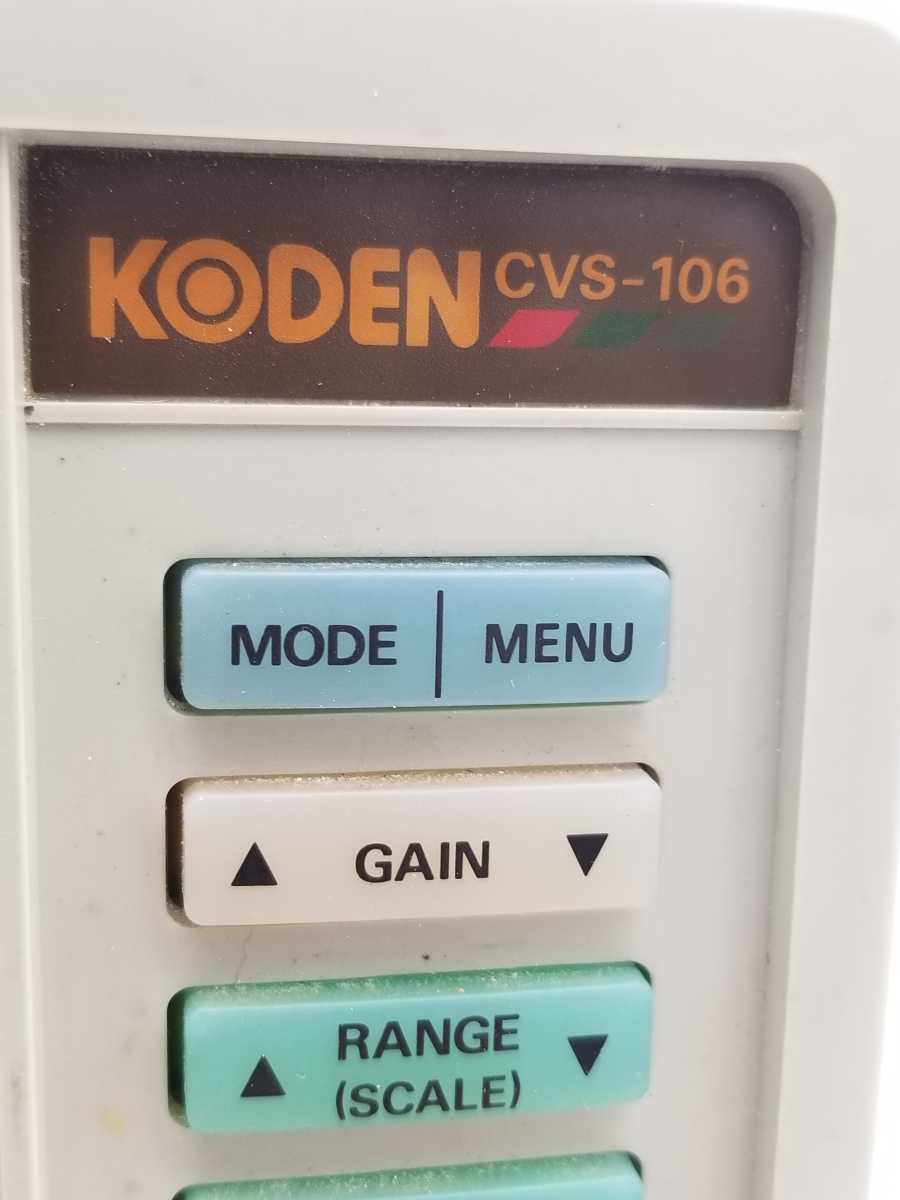 KODEN CVS-106
MODE | MENU
▲ GAIN ▼
▲ RANGE ▼
(SCALE)